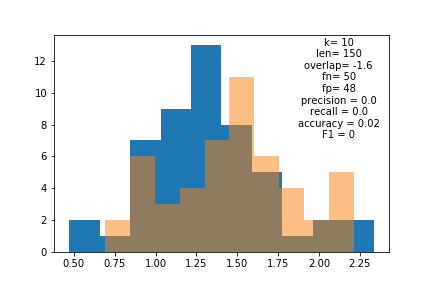 k= 10
len= 150
overlap= -1.6
fn= 50
fp= 48
precision = 0.0
recall = 0.0
accuracy = 0.02
F1 = 0
12
10
8
6
4
2
0
0.50 0.75 1.00 1.25 1.50 1.75 2.00 2.25